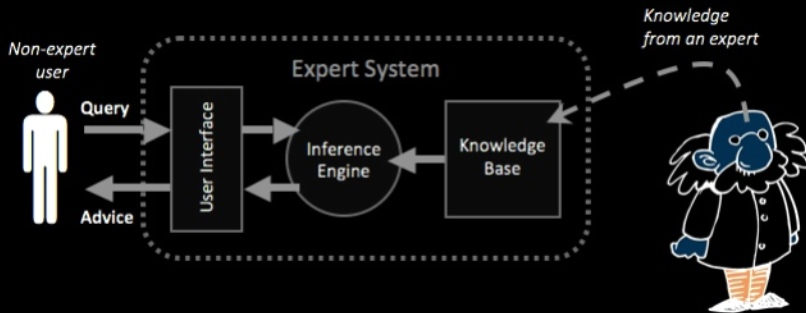 Non-expert
user
Query
Advice
Expert System
User Interface
Inference
Engine
Knowledge
Base
Knowledge
from an expert